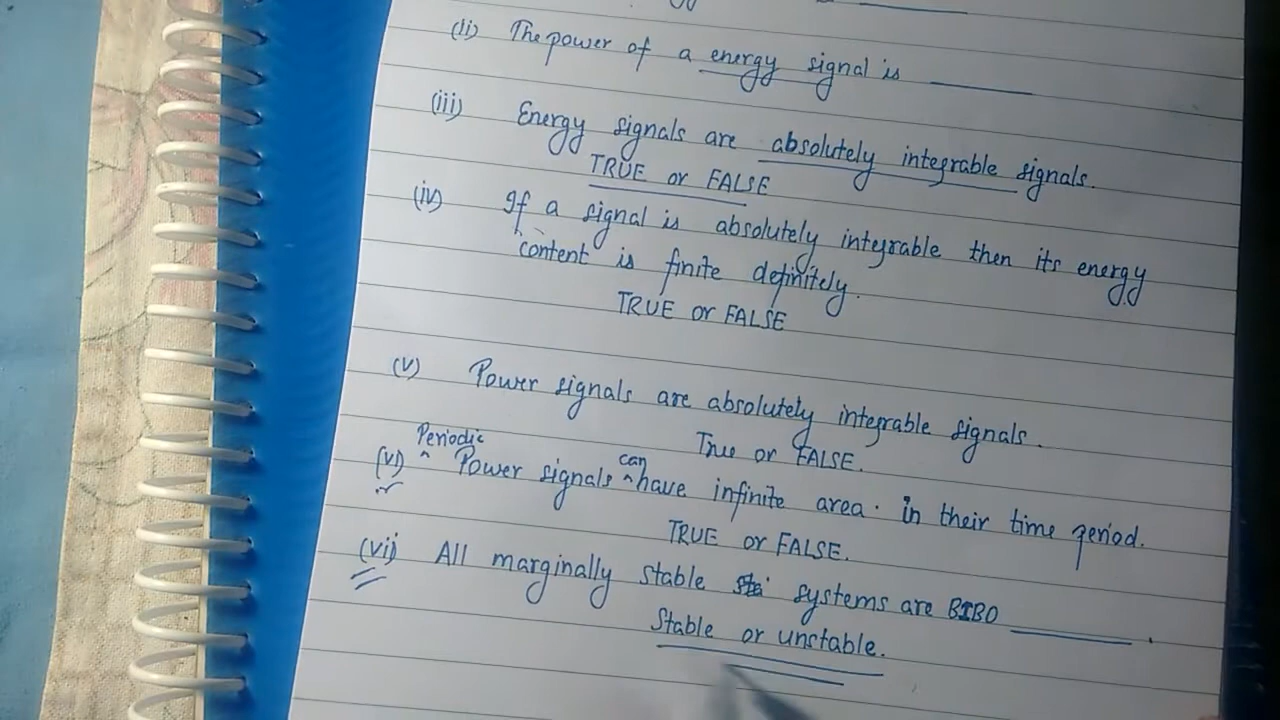 (ii) The power of a energy signal is ______
(iii) Energy signals are absolutely integrable signals.
TRUE or FALSE
(iv) If a signal is absolutely integrable then its energy
content is finite definitely.
TRUE or FALSE
(v) Power signals are absolutely integrable signals.
True or FALSE.
(vi) Periodic Power signals can have infinite area. in their time period.
TRUE or FALSE.
(vii) All marginally stable systems are BIBO ______.
Stable or unstable.